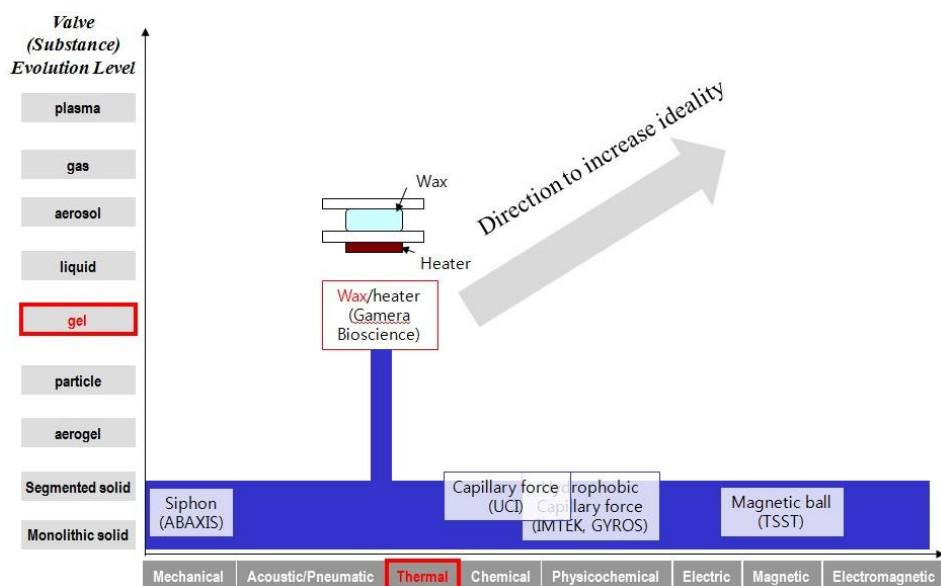 Valve
(Substance)
Evolution Level
plasma
gas
aerosol
liquid
gel
particle
aerogel
Segmented solid
Monolithic solid
Wax
Heater
Direction to increase ideality
Wax/heater
(Gamera
Bioscience)
Siphon
(ABAXIS)
Capillary force
(UCI)
Capillary force
(IMTEK, GYROS)
Magnetic ball
(TSST)
Mechanical
Acoustic/Pneumatic
Thermal
Chemical
Physicochemical
Electric
Magnetic
Electromagnetic